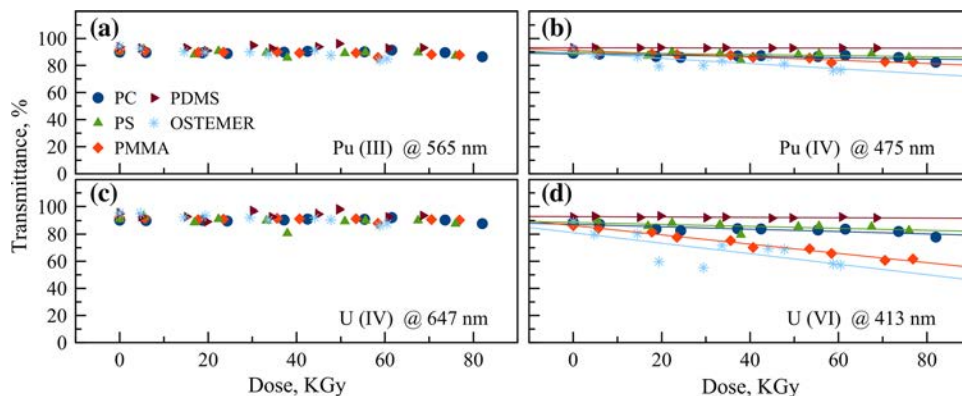 (a)
(b)
100
80
60
40
20
0
PC
PDMS
PS
OSTEMER
PMMA
Pu (III) @ 565 nm
Pu (IV) @ 475 nm
Transmittance, %
(c)
(d)
100
80
60
40
20
0
U (IV) @ 647 nm
U (VI) @ 413 nm
0 20 40 60 80
0 20 40 60 80
Dose, KGy
Dose, KGy